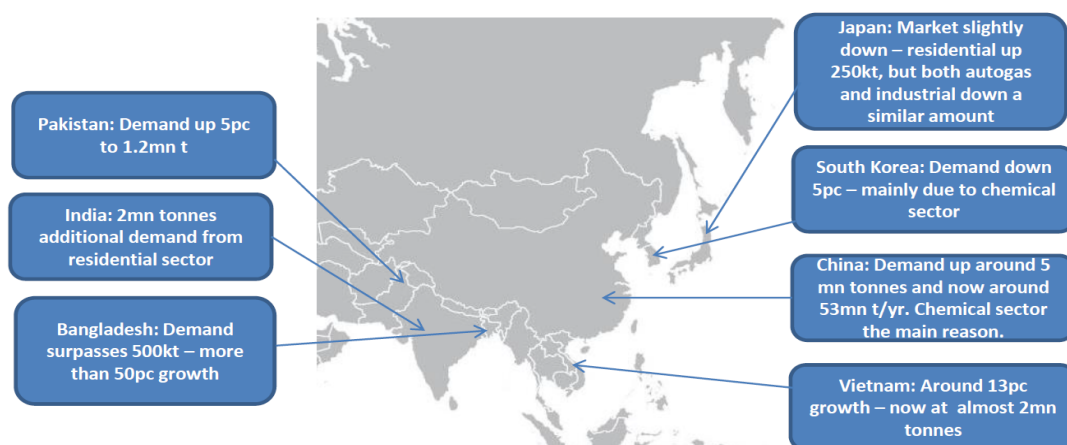 Pakistan: Demand up 5pc
to 1.2mn t
India: 2mn tonnes
additional demand from
residential sector
Bangladesh: Demand
surpasses 500kt – more
than 50pc growth
Japan: Market slightly
down – residential up
250kt, but both autogas
and industrial down a
similar amount
South Korea: Demand down
5pc – mainly due to chemical
sector
China: Demand up around 5
mn tonnes and now around
53mn t/yr. Chemical sector
the main reason.
Vietnam: Around 13pc
growth – now at almost 2mn
tonnes